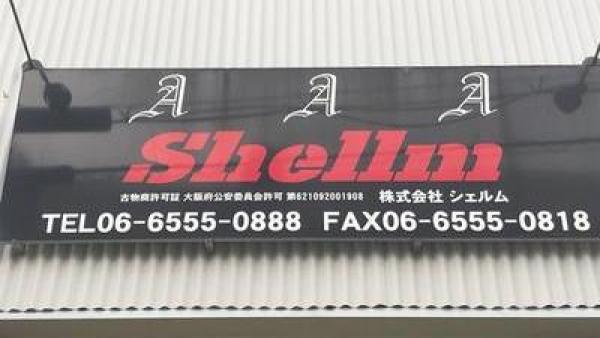 A A A
Shellm
古物商許可証 大阪府公安委員会許可 第621092001908 株式会社 シェルム
TEL06-6555-0888 FAX06-6555-0818